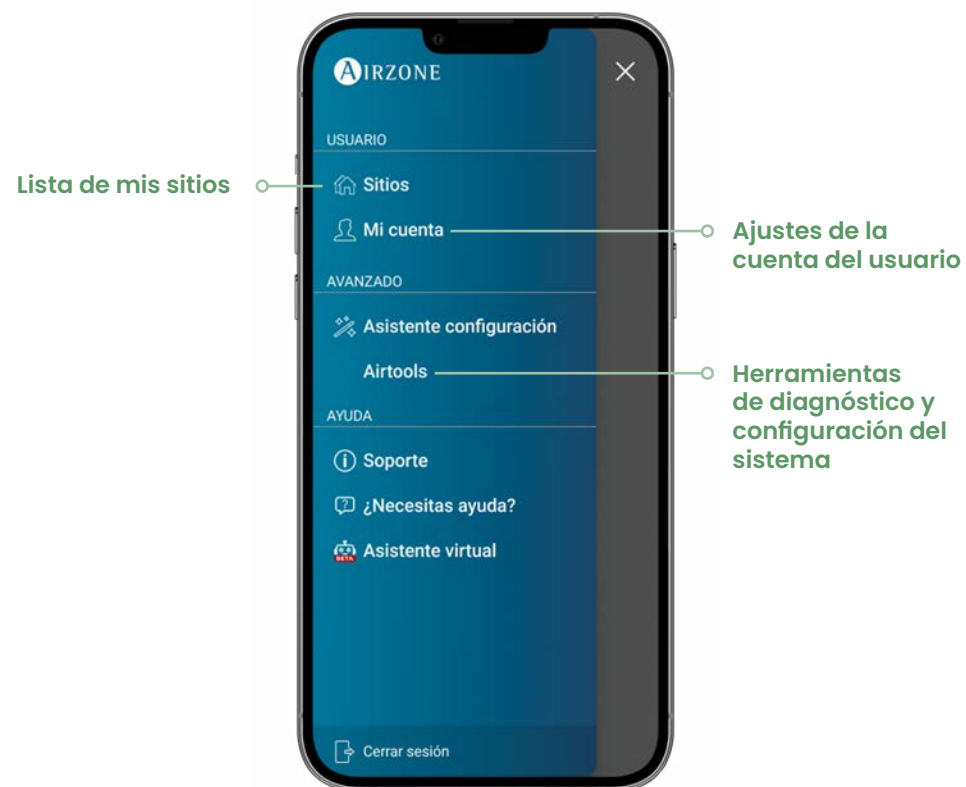 AIRZONE
USUARIO
Lista de mis sitios
Sitios
Mi cuenta
Ajustes de la
cuenta del usuario
AVANZADO
Asistente configuración
Airtools
Herramientas
de diagnóstico y
configuración del
sistema
AYUDA
Soporte
¿Necesitas ayuda?
BETA
Asistente virtual
Cerrar sesión